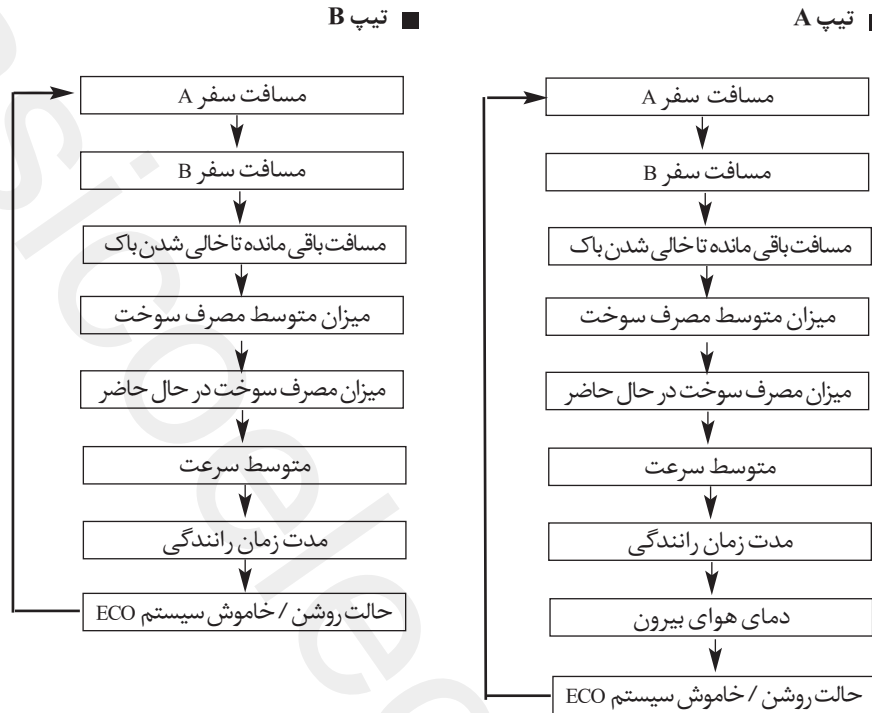 تیپ A
مسافت سفر A
مسافت سفر B
مسافت باقی مانده تا خالی شدن باک
میزان متوسط مصرف سوخت
میزان مصرف سوخت در حال حاضر
متوسط سرعت
مدت زمان رانندگی
دمای هوای بیرون
حالت روشن / خاموش سیستم ECO
تیپ B
مسافت سفر A
مسافت سفر B
مسافت باقی مانده تا خالی شدن باک
میزان متوسط مصرف سوخت
میزان مصرف سوخت در حال حاضر
متوسط سرعت
مدت زمان رانندگی
حالت روشن / خاموش سیستم ECO